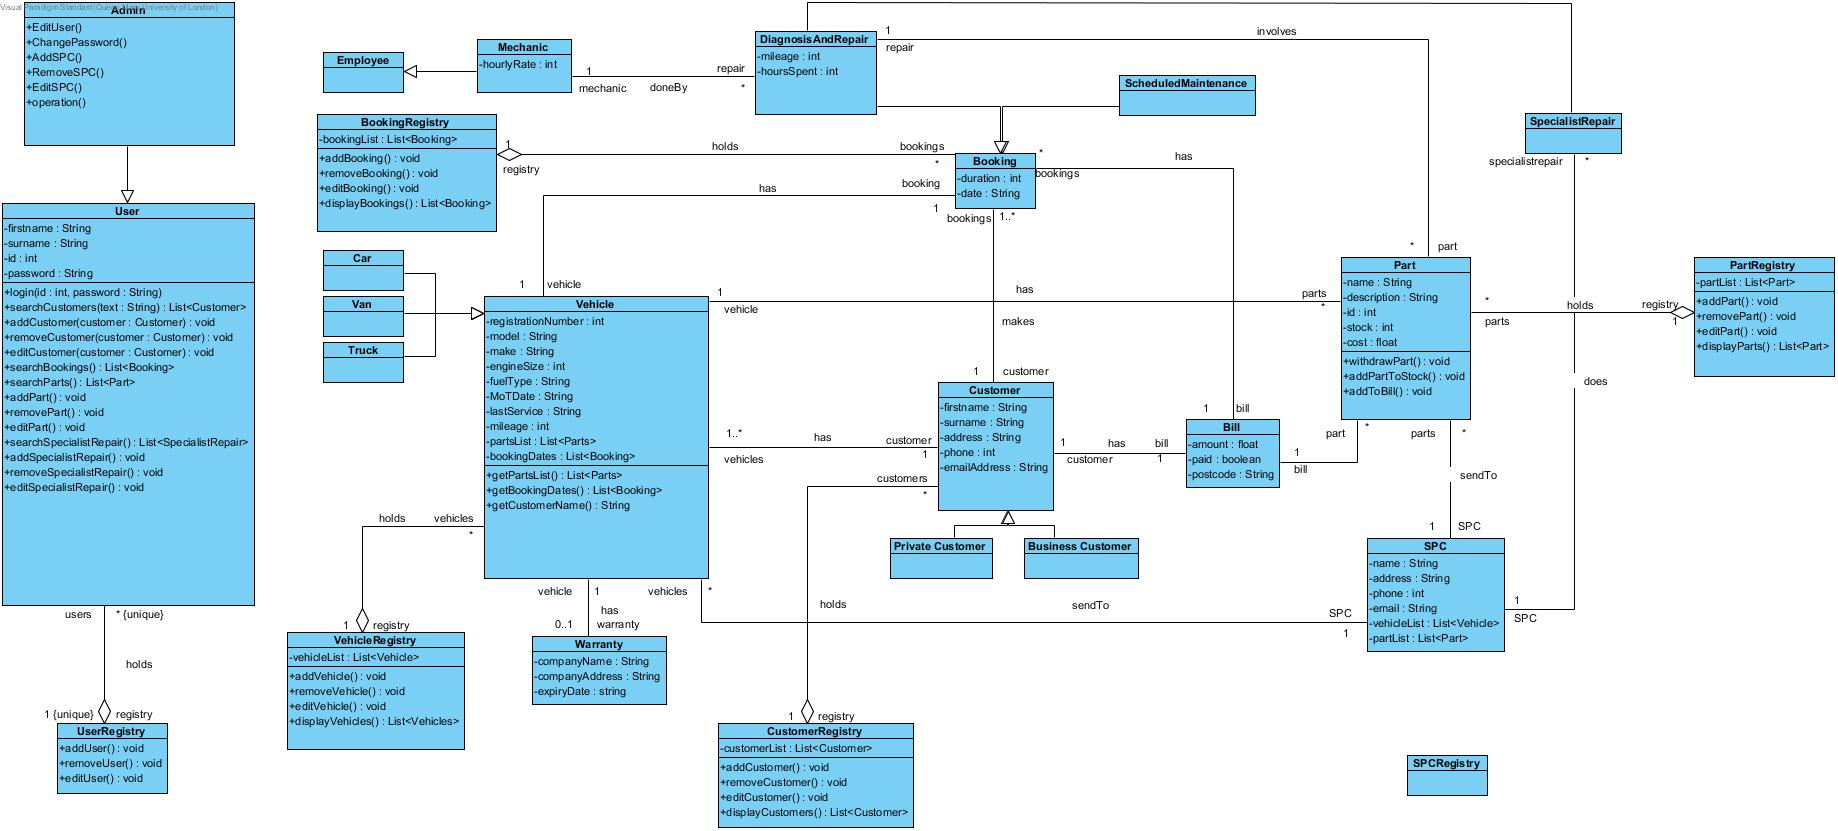 Visual Paradigm Standard(Queen Mary University of London)
Admin
+EditUser()
+ChangePassword()
+AddSPC()
+RemoveSPC()
+EditSPC()
+operation()
User
-firstname : String
-surname : String
-id : int
-password : String
+login(id : int, password : String)
+searchCustomers(text : String) : List<Customer>
+addCustomer(customer : Customer) : void
+removeCustomer(customer : Customer) : void
+editCustomer(customer : Customer) : void
+searchBookings() : List<Booking>
+searchParts() : List<Part>
+addPart() : void
+removePart() : void
+editPart() : void
+searchSpecialistRepair() : List<SpecialistRepair>
+addSpecialistRepair() : void
+removeSpecialistRepair() : void
+editSpecialistRepair() : void
users
* {unique}
holds
1 {unique}
registry
UserRegistry
+addUser() : void
+removeUser() : void
+editUser() : void
Employee
Mechanic
-hourlyRate : int
1
mechanic
doneBy
repair
*
DiagnosisAndRepair
-mileage : int
-hoursSpent : int
1
repair
involves
*
part
ScheduledMaintenance
SpecialistRepair
specialistrepair
*
BookingRegistry
-bookingList : List<Booking>
+addBooking() : void
+removeBooking() : void
+editBooking() : void
+displayBookings() : List<Booking>
1
registry
holds
bookings
*
Booking
-duration : int
-date : String
*
bookings
has
has
booking
1
bookings
1..*
1
vehicle
Car
Van
Truck
Vehicle
-registrationNumber : int
-model : String
-make : String
-engineSize : int
-fuelType : String
-MoTDate : String
-lastService : String
-mileage : int
-partsList : List<Parts>
-bookingDates : List<Booking>
+getPartsList() : List<Parts>
+getBookingDates() : List<Booking>
+getCustomerName() : String
1
vehicle
has
parts
*
makes
1
customer
Customer
-firstname : String
-surname : String
-address : String
-phone : int
-emailAddress : String
1..*
vehicles
has
customer
1
customers
*
1
customer
has
bill
1
1
bill
Bill
-amount : float
-paid : boolean
-postcode : String
1
bill
part
*
Private Customer
Business Customer
Part
-name : String
-description : String
-id : int
-stock : int
-cost : float
+withdrawPart() : void
+addPartToStock() : void
+addToBill() : void
*
parts
holds
registry
1
PartRegistry
-partList : List<Part>
+addPart() : void
+removePart() : void
+editPart() : void
+displayParts() : List<Part>
does
parts
*
sendTo
1
SPC
SPC
-name : String
-address : String
-phone : int
-email : String
-vehicleList : List<Vehicle>
-partList : List<Part>
1
SPC
holds
vehicles
*
1
registry
VehicleRegistry
-vehicleList : List<Vehicle>
+addVehicle() : void
+removeVehicle() : void
+editVehicle() : void
+displayVehicles() : List<Vehicles>
vehicle
1
has
0..1
warranty
Warranty
-companyName : String
-companyAddress : String
-expiryDate : string
vehicles
*
sendTo
SPC
1
holds
1
registry
CustomerRegistry
-customerList : List<Customer>
+addCustomer() : void
+removeCustomer() : void
+editCustomer() : void
+displayCustomers() : List<Customer>
SPCRegistry